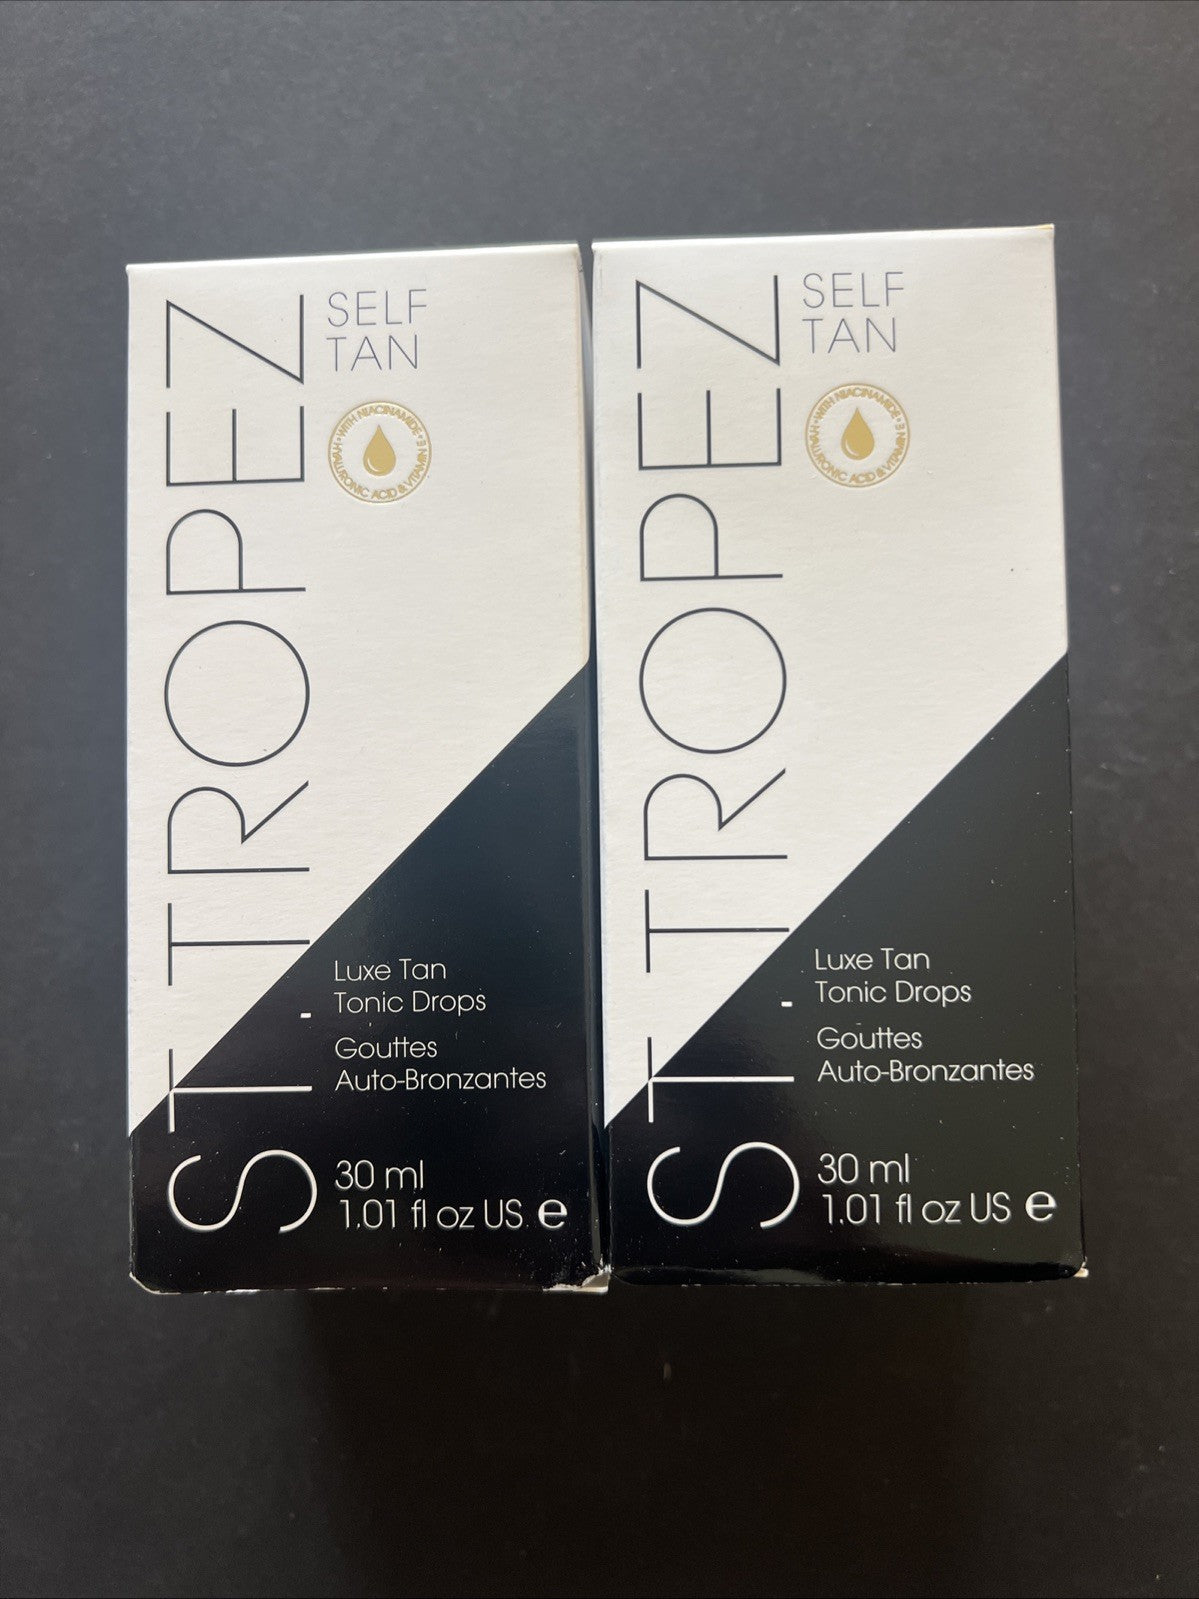 ST. TROPEZ
SELF
TAN
WITH NIACINAMIDE • HYALURONIC ACID & VITAMIN E •
Luxe Tan
Tonic Drops
Gouttes
Auto-Bronzantes
30 ml
1.01 fl oz US e
ST. TROPEZ
SELF
TAN
WITH NIACINAMIDE • HYALURONIC ACID & VITAMIN E •
Luxe Tan
Tonic Drops
Gouttes
Auto-Bronzantes
30 ml
1.01 fl oz US e